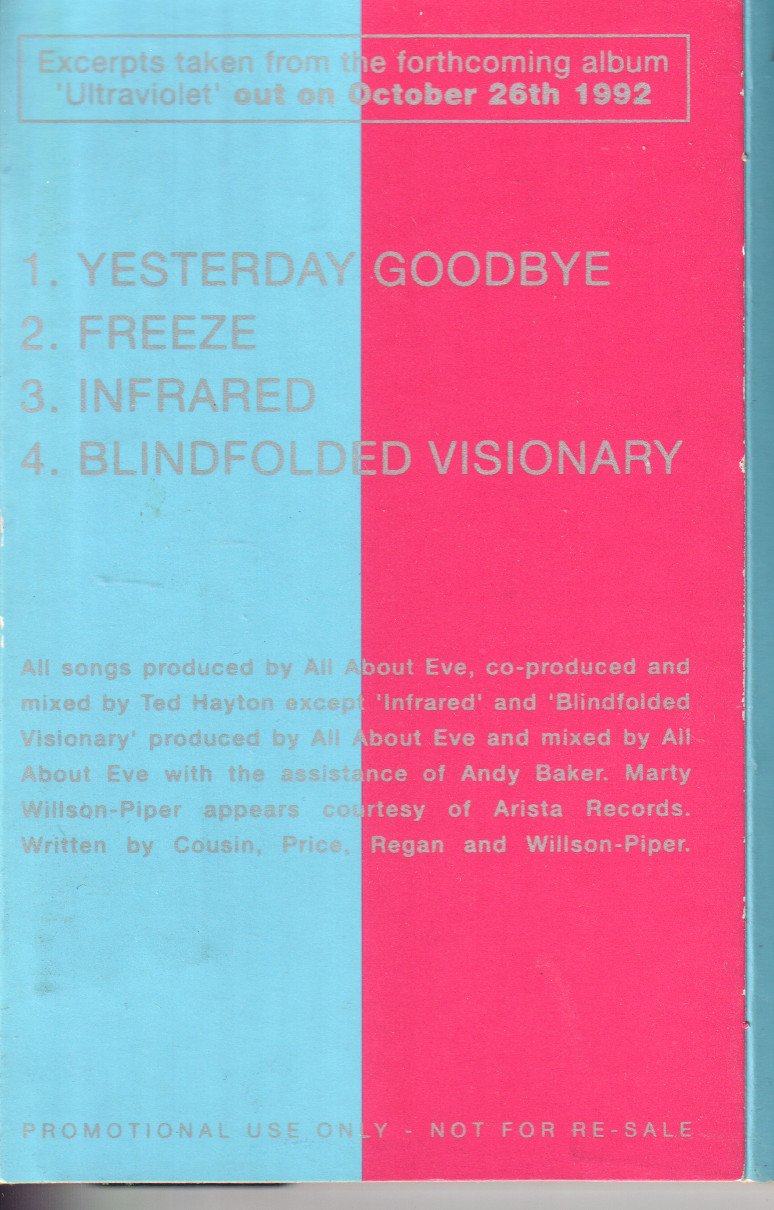 Excerpts taken from the forthcoming album
'Ultraviolet' out on October 26th 1992
1. YESTERDAY GOODBYE
2. FREEZE
3. INFRARED
4. BLINDFOLDED VISIONARY
All songs produced by All About Eve, co-produced and
mixed by Ted Hayton except 'Infrared' and 'Blindfolded
Visionary' produced by All About Eve and mixed by All
About Eve with the assistance of Andy Baker. Marty
Willson-Piper appears courtesy of Arista Records.
Written by Cousin, Price, Regan and Willson-Piper.
PROMOTIONAL USE ONLY - NOT FOR RE-SALE